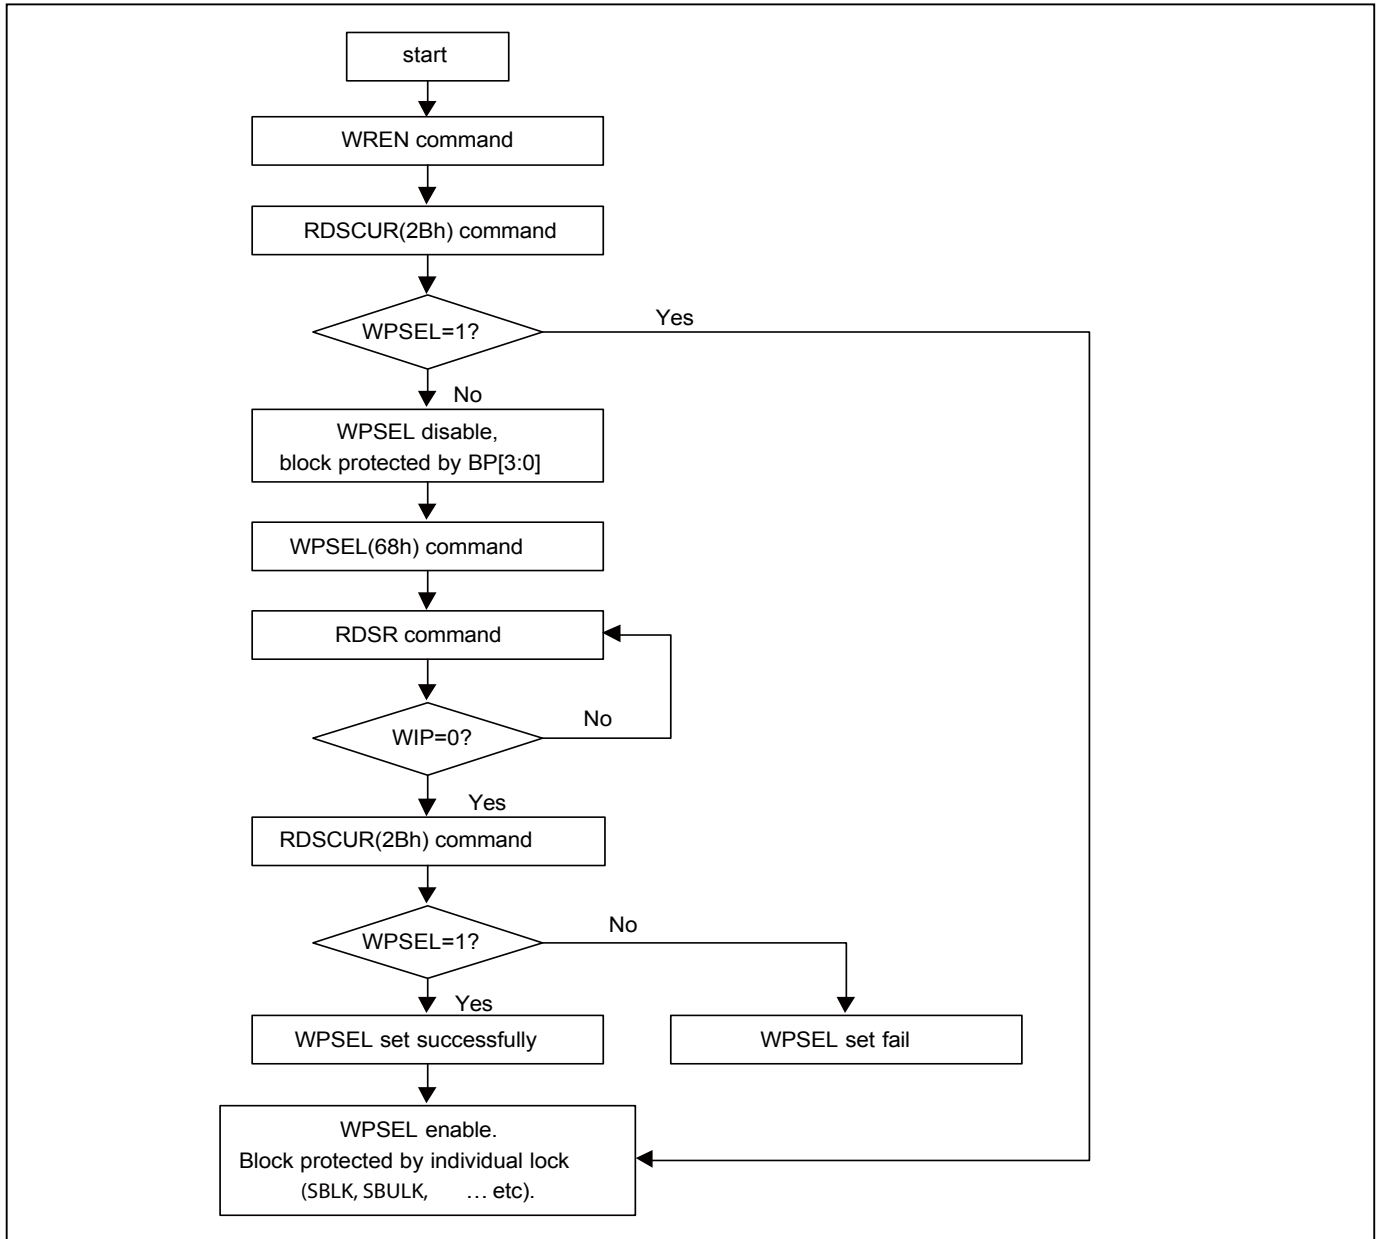 start
WREN command
RDSCUR(2Bh) command
WPSEL=1?
Yes
No
WPSEL disable,
block protected by BP[3:0]
WPSEL(68h) command
RDSR command
WIP=0?
No
Yes
RDSCUR(2Bh) command
WPSEL=1?
No
Yes
WPSEL set successfully
WPSEL set fail
WPSEL enable.
Block protected by individual lock
(SBLK, SBULK, … etc).